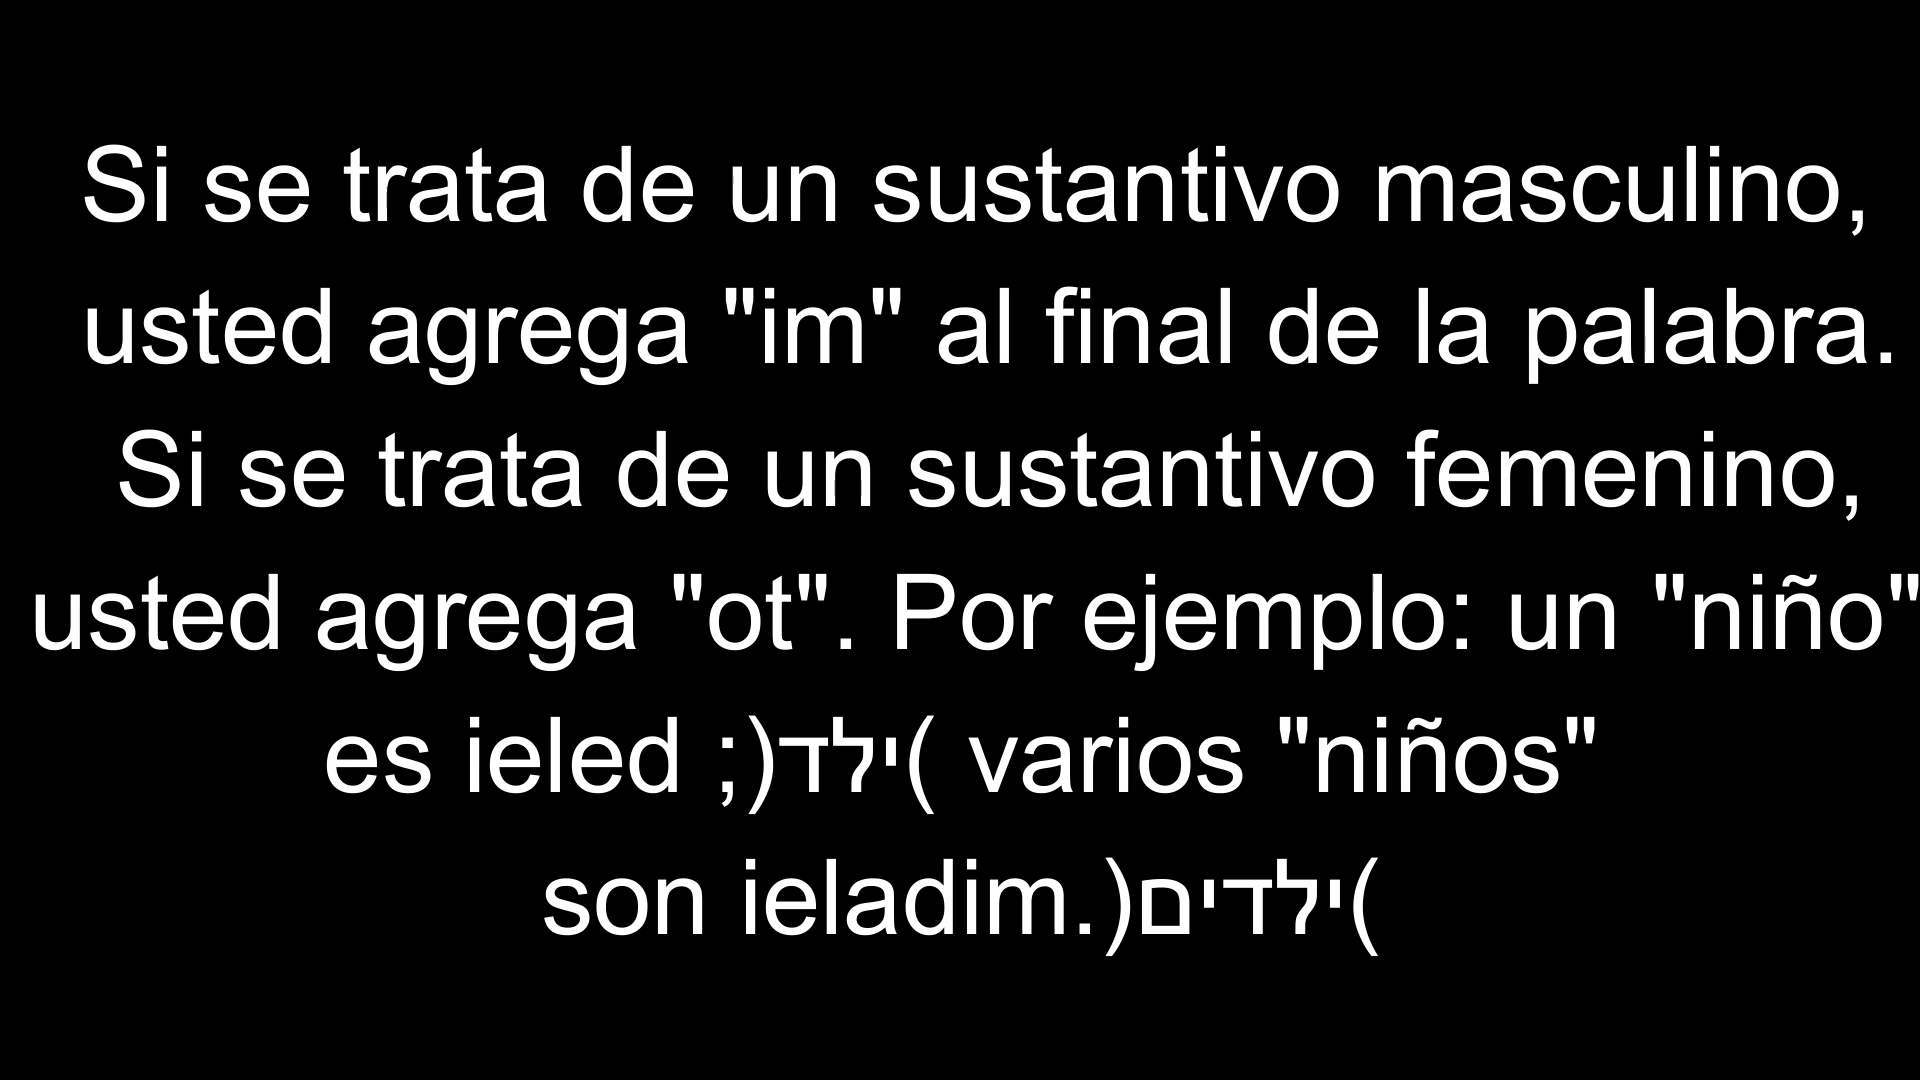 Si se trata de un sustantivo masculino,
usted agrega "im" al final de la palabra.
Si se trata de un sustantivo femenino,
usted agrega "ot". Por ejemplo: un "niño"
es ieled ;)ילד( varios "niños"
son ieladim.)ילדים(